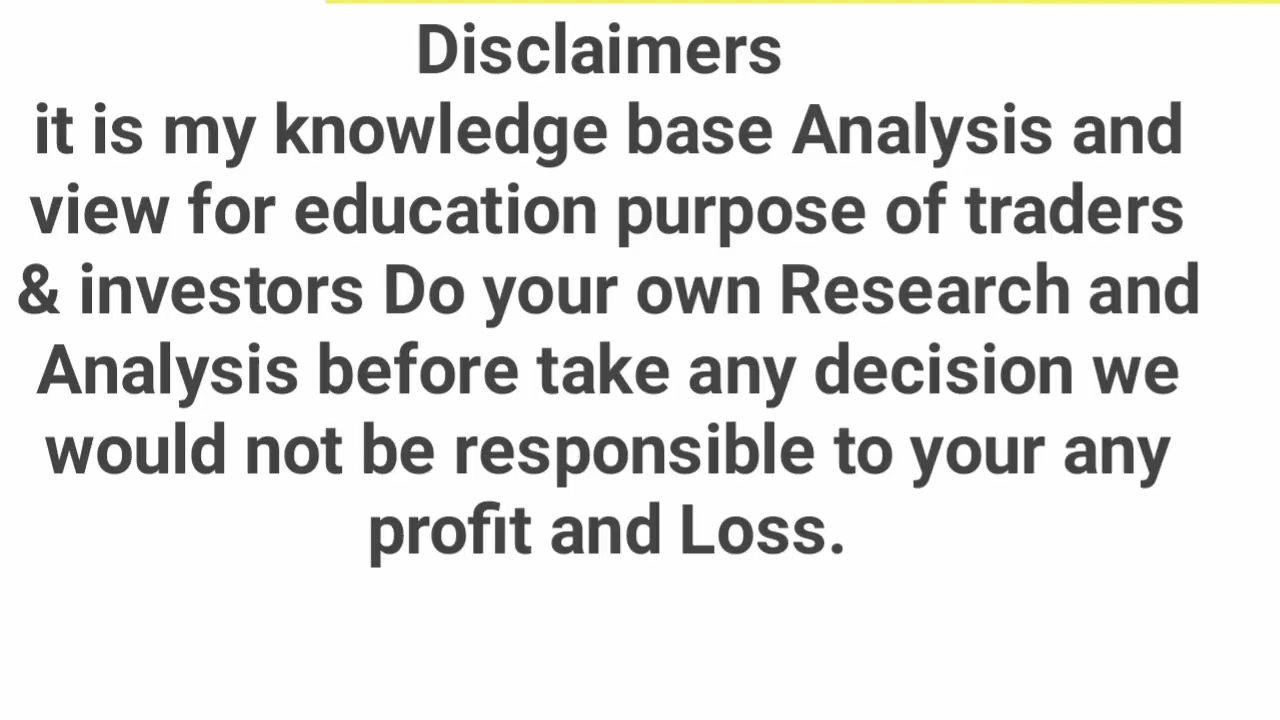 Disclaimers
it is my knowledge base Analysis and
view for education purpose of traders
& investors Do your own Research and
Analysis before take any decision we
would not be responsible to your any
profit and Loss.